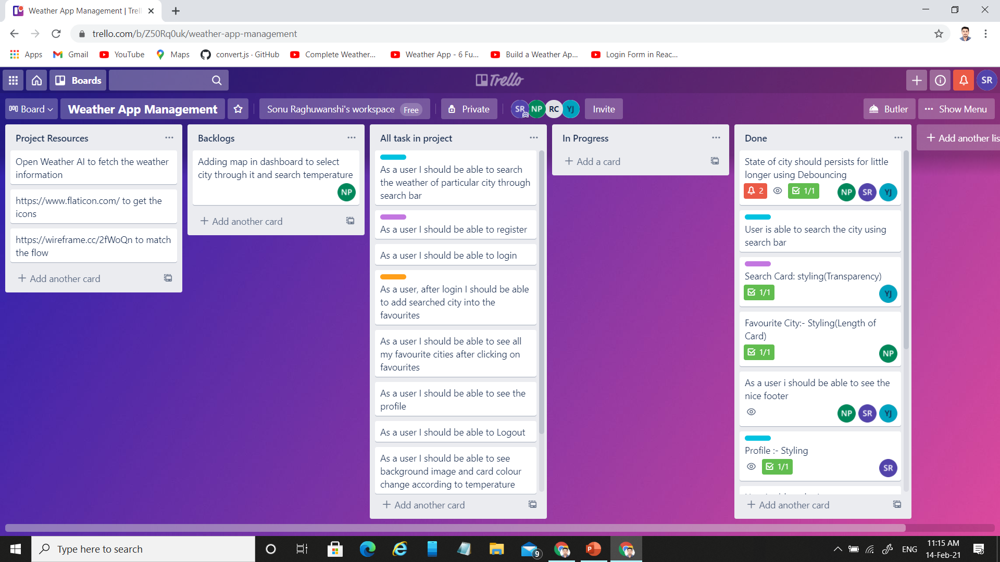 Weather App Management | Trel
trello.com/b/Z50Rq0uk/weather-app-management
Apps
Gmail
YouTube
Maps
convert.js · GitHub
Complete Weather...
Weather App - 6 Fu...
Build a Weather Ap...
Login Form in Reac...
Boards
Trello
SR
Board
Weather App Management
Sonu Raghuwanshi's workspace Free
Private
SR NP RC YJ
Invite
Butler
Show Menu
Project Resources
Open Weather AI to fetch the weather
information
https://www.flaticon.com/ to get the
icons
https://wireframe.cc/2fWoQn to match
the flow
Add another card
Backlogs
Adding map in dashboard to select
city through it and search temperature
NP
Add another card
All task in project
As a user I should be able to search
the weather of particular city through
search bar
As a user I should be able to register
As a user I should be able to login
As a user, after login I should be able
to add searched city into the
favourites
As a user I should be able to see all
my favourite cities after clicking on
favourites
As a user I should be able to see the
profile
As a user I should be able to Logout
As a user I should be able to see
background image and card colour
change according to temperature
Add another card
In Progress
Add a card
Done
State of city should persists for little
longer using Debouncing
2 1/1 NP SR YJ
User is able to search the city using
search bar
Search Card: styling(Transparency)
1/1 YJ
Favourite City:- Styling(Length of
Card)
1/1 NP
As a user i should be able to see the
nice footer
NP SR YJ
Profile :- Styling
1/1 SR
Add another card
Add another lis
Type here to search
9
ENG
11:15 AM
14-Feb-21